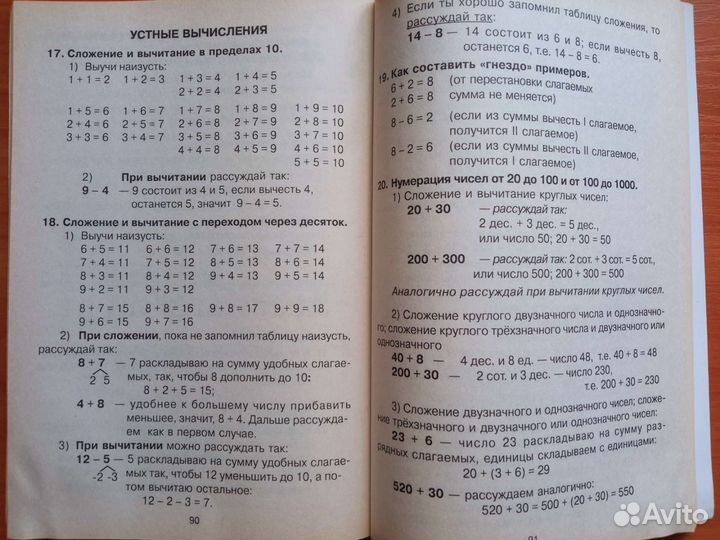 УСТНЫЕ ВЫЧИСЛЕНИЯ
17. Сложение и вычитание в пределах 10.
1) Выучи наизусть:
1 + 1 = 2 1 + 2 = 3 1 + 3 = 4 1 + 4 = 5
2 + 2 = 4 2 + 3 = 5
1 + 5 = 6 1 + 6 = 7 1 + 7 = 8 1 + 8 = 9 1 + 9 = 10
2 + 4 = 6 2 + 5 = 7 2 + 6 = 8 2 + 7 = 9 2 + 8 = 10
3 + 3 = 6 3 + 4 = 7 3 + 5 = 8 3 + 6 = 9 3 + 7 = 10
4 + 4 = 8 4 + 5 = 9 4 + 6 = 10
5 + 5 = 10
2) При вычитании рассуждай так:
9 – 4 — 9 состоит из 4 и 5, если вычесть 4,
останется 5, значит 9 – 4 = 5.
18. Сложение и вычитание с переходом через десяток.
1) Выучи наизусть:
6 + 5 = 11 6 + 6 = 12 7 + 6 = 13 7 + 7 = 14
7 + 4 = 11 7 + 5 = 12 8 + 5 = 13 8 + 6 = 14
8 + 3 = 11 8 + 4 = 12 9 + 4 = 13 9 + 5 = 14
9 + 2 = 11 9 + 3 = 12
8 + 7 = 15 8 + 8 = 16 9 + 8 = 17 9 + 9 = 18
9 + 6 = 15 9 + 7 = 16
2) При сложении, пока не запомнил таблицу наизусть,
рассуждай так:
8 + 7 — 7 раскладываю на сумму удобных слагае-
2 5 мых, так, чтобы 8 дополнить до 10:
8 + 2 + 5 = 15
4 + 8 — удобнее к большему числу прибавить
меньшее, значит, 8 + 4. Дальше рассужда-
ем как в первом случае.
3) При вычитании можно рассуждать так:
12 – 5 — 5 раскладываю на сумму удобных слагае-
-2 -3 мых так, чтобы 12 уменьшить до 10, а по-
том вычитаю остальное:
12 – 2 – 3 = 7.
90
4) Если ты хорошо запомнил таблицу сложения, то
рассуждай так:
14 – 8 — 14 состоит из 6 и 8; если вычесть 8,
останется 6, т.е. 14 – 8 = 6.
19. Как составить «гнездо» примеров.
6 + 2 = 8 (от перестановки слагаемых
2 + 6 = 8 сумма не меняется)
8 – 6 = 2 (если из суммы вычесть I слагаемое,
получится II слагаемое)
8 – 2 = 6 (если из суммы вычесть II слагаемое,
получится I слагаемое)
20. Нумерация чисел от 20 до 100 и от 100 до 1000.
1) Сложение и вычитание круглых чисел:
20 + 30 — рассуждай так:
2 дес. + 3 дес. = 5 дес.,
или число 50; 20 + 30 = 50
200 + 300 — рассуждай так: 2 сот. + 3 сот. = 5 сот.,
или число 500; 200 + 300 = 500
Аналогично рассуждай при вычитании круглых чисел.
2) Сложение круглого двузначного числа и однозначно-
го; сложение круглого трёхзначного числа и двузначного или
однозначного
40 + 8 — 4 дес. и 8 ед. — число 48, т.е. 40 + 8 = 48
200 + 30 — 2 сот. и 3 дес. — число 230,
т.е. 200 + 30 = 230
3) Сложение двузначного и однозначного чисел; сложе-
ние трёхзначного и двузначного или однозначного чисел:
23 + 6 — число 23 раскладываю на сумму раз-
рядных слагаемых, единицы складываем с единицами:
20 + (3 + 6) = 29
520 + 30 — рассуждаем аналогично:
520 + 30 = 500 + (20 + 30) = 550
91
Avito